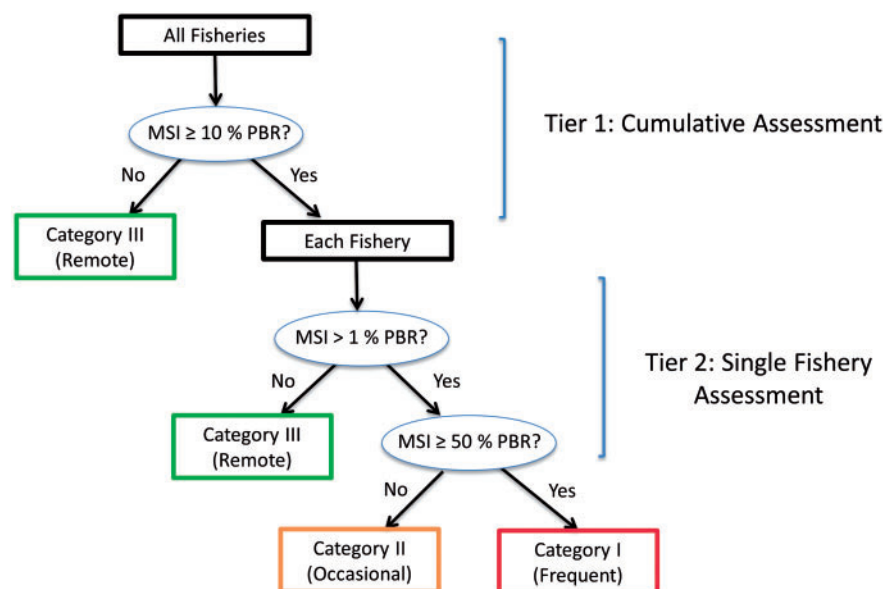 All Fisheries
MSI ≥ 10 % PBR?
Tier 1: Cumulative Assessment
No
Yes
Category III
(Remote)
Each Fishery
MSI > 1 % PBR?
Tier 2: Single Fishery
Assessment
No
Yes
Category III
(Remote)
MSI ≥ 50 % PBR?
No
Yes
Category II
(Occasional)
Category I
(Frequent)